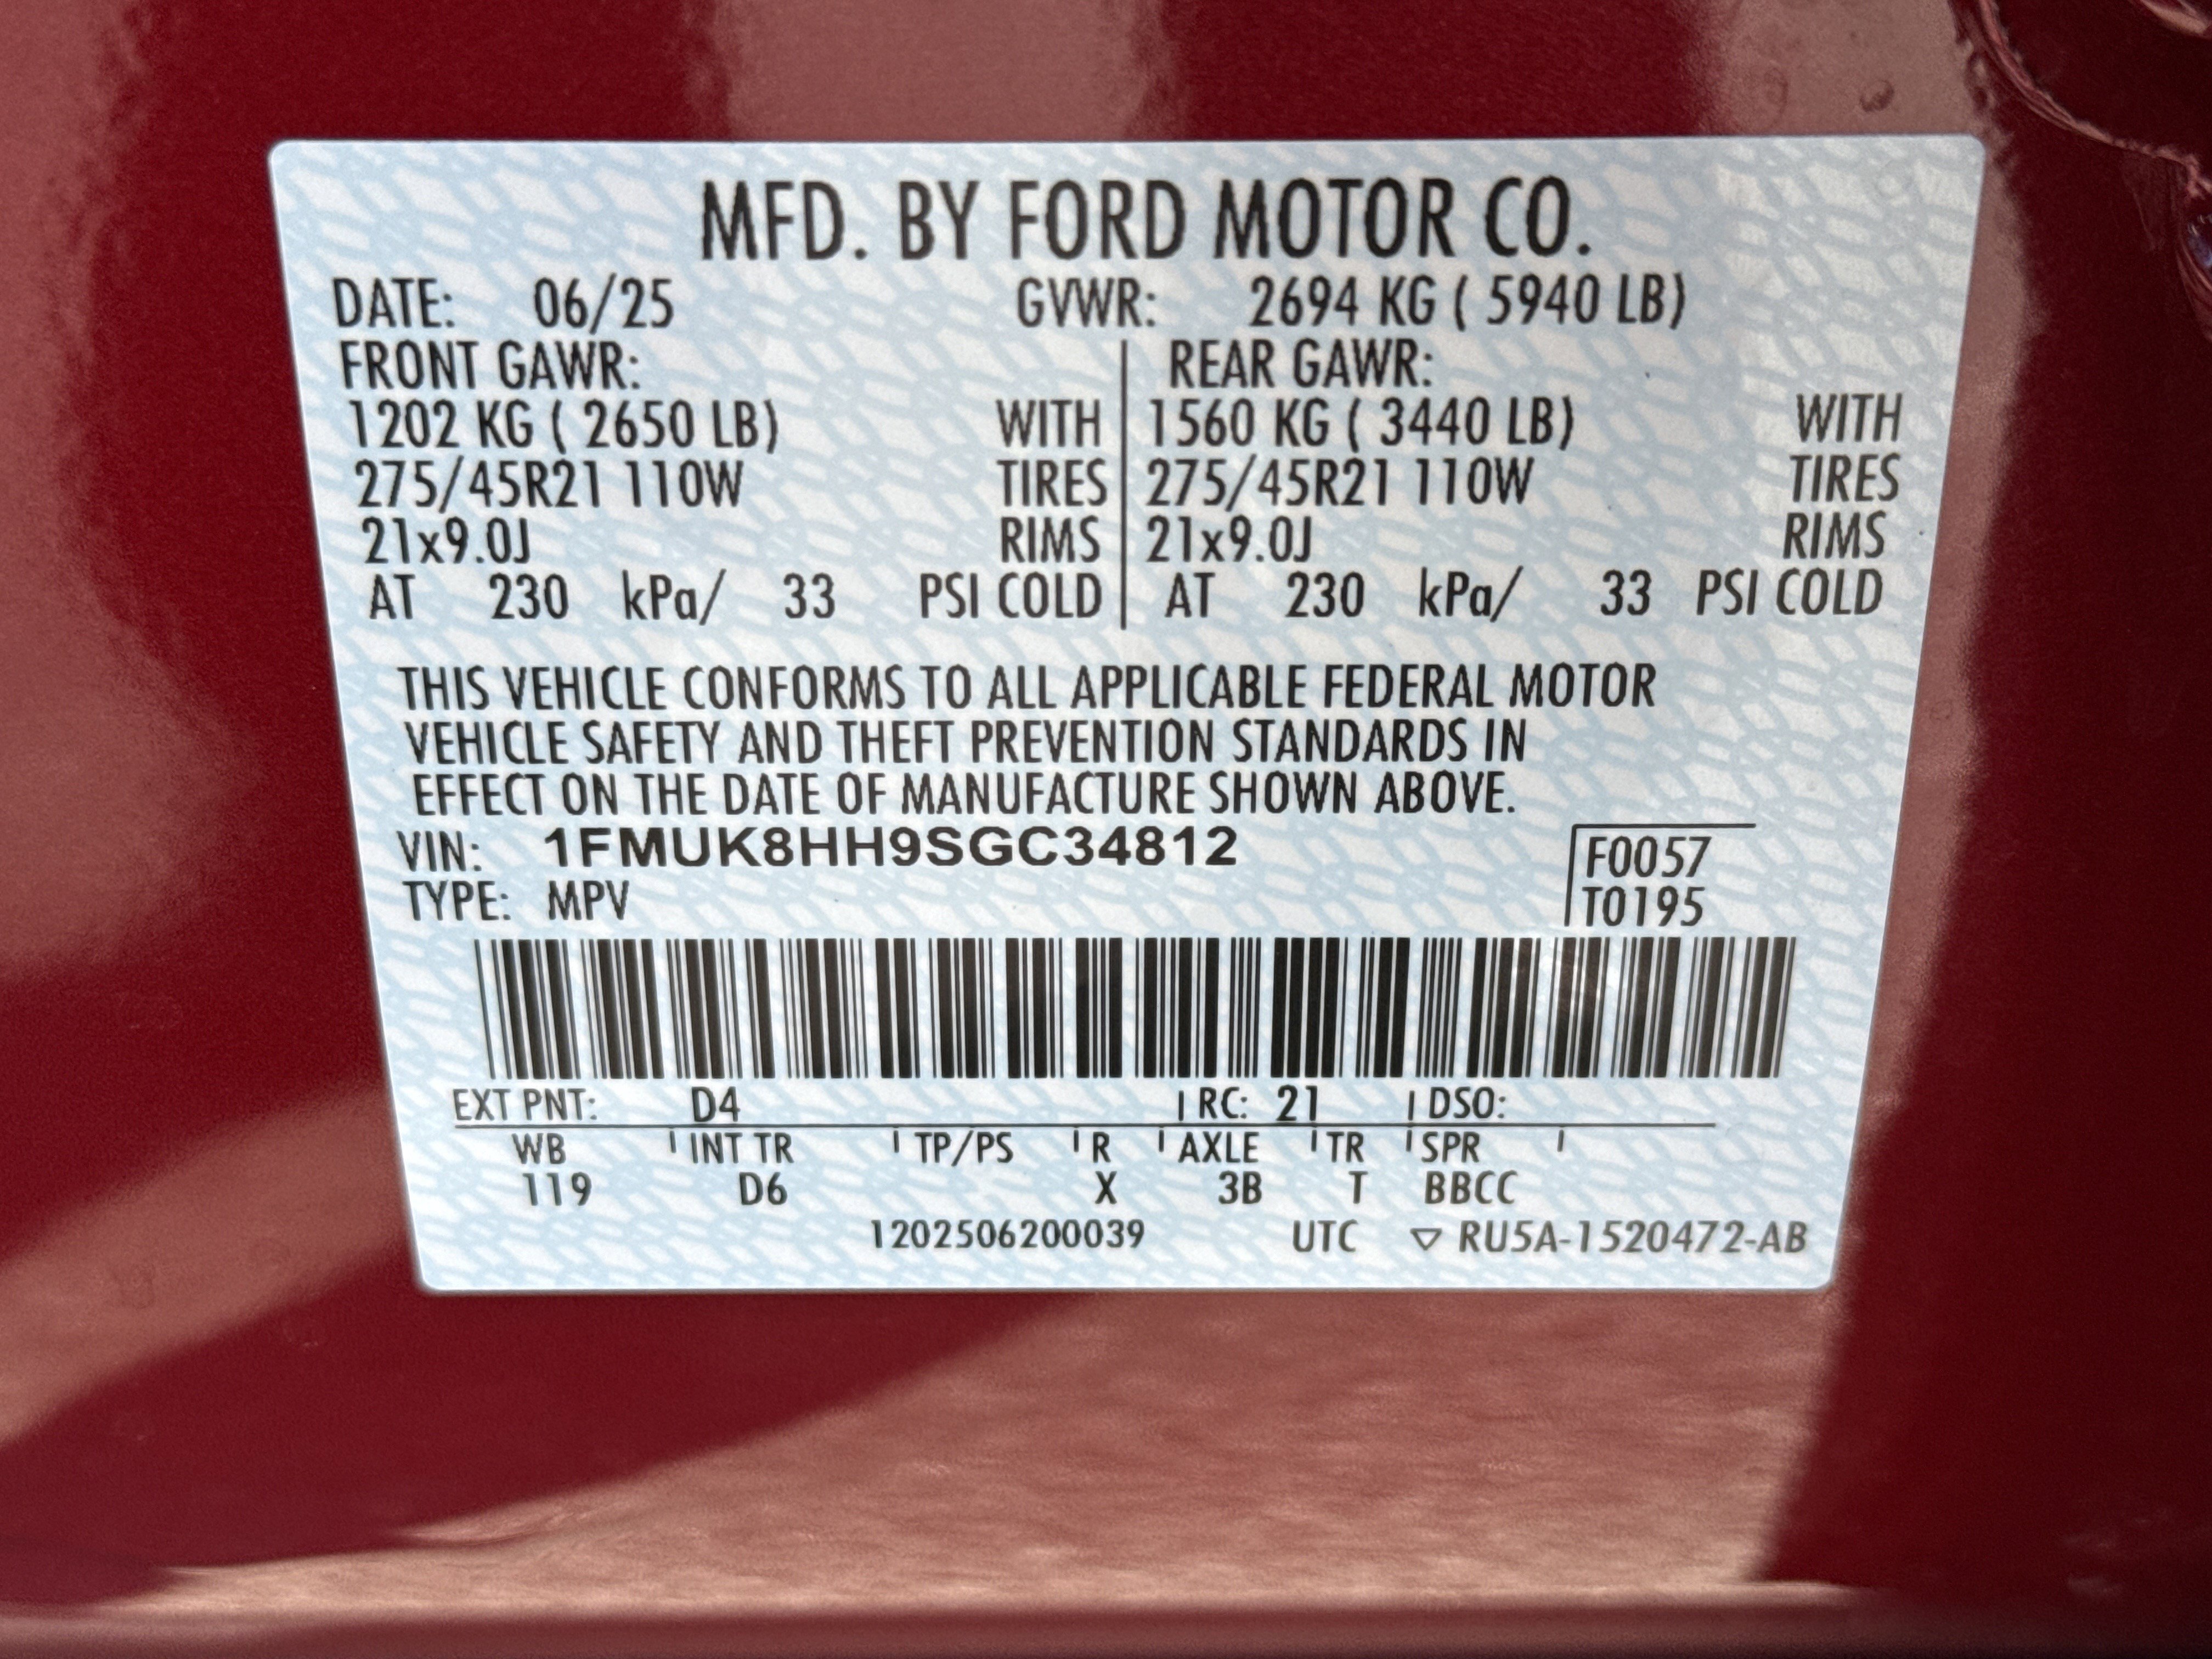 MFD. BY FORD MOTOR CO.
DATE: 06/25 GVWR: 2694 KG ( 5940 LB)
FRONT GAWR: REAR GAWR:
1202 KG ( 2650 LB) WITH 1560 KG ( 3440 LB) WITH
275/45R21 110W TIRES 275/45R21 110W TIRES
21x9.0J RIMS 21x9.0J RIMS
AT 230 kPa/ 33 PSI COLD AT 230 kPa/ 33 PSI COLD
THIS VEHICLE CONFORMS TO ALL APPLICABLE FEDERAL MOTOR
VEHICLE SAFETY AND THEFT PREVENTION STANDARDS IN
EFFECT ON THE DATE OF MANUFACTURE SHOWN ABOVE.
VIN: 1FMUK8HH9SGC34812 F0057
TYPE: MPV T0195
EXT PNT: D4 RC: 21 DSO:
WB INT TR TP/PS R AXLE TR SPR
119 D6 X 3B T BBCC
1202506200039 UTC ▽ RU5A-1520472-AB